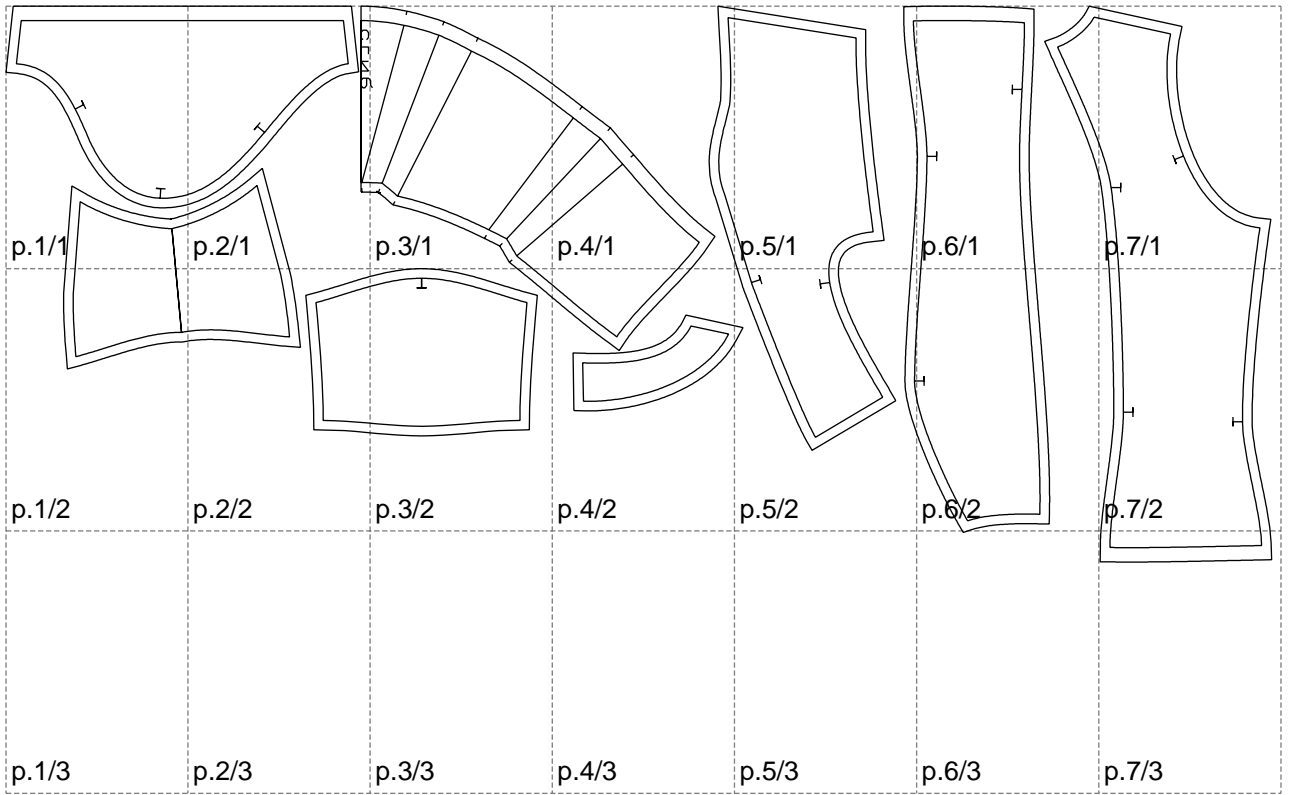 СГИБ
p.1/1 p.2/1 p.3/1 p.4/1 p.5/1 p.6/1 p.7/1
p.1/2 p.2/2 p.3/2 p.4/2 p.5/2 p.6/2 p.7/2
p.1/3 p.2/3 p.3/3 p.4/3 p.5/3 p.6/3 p.7/3